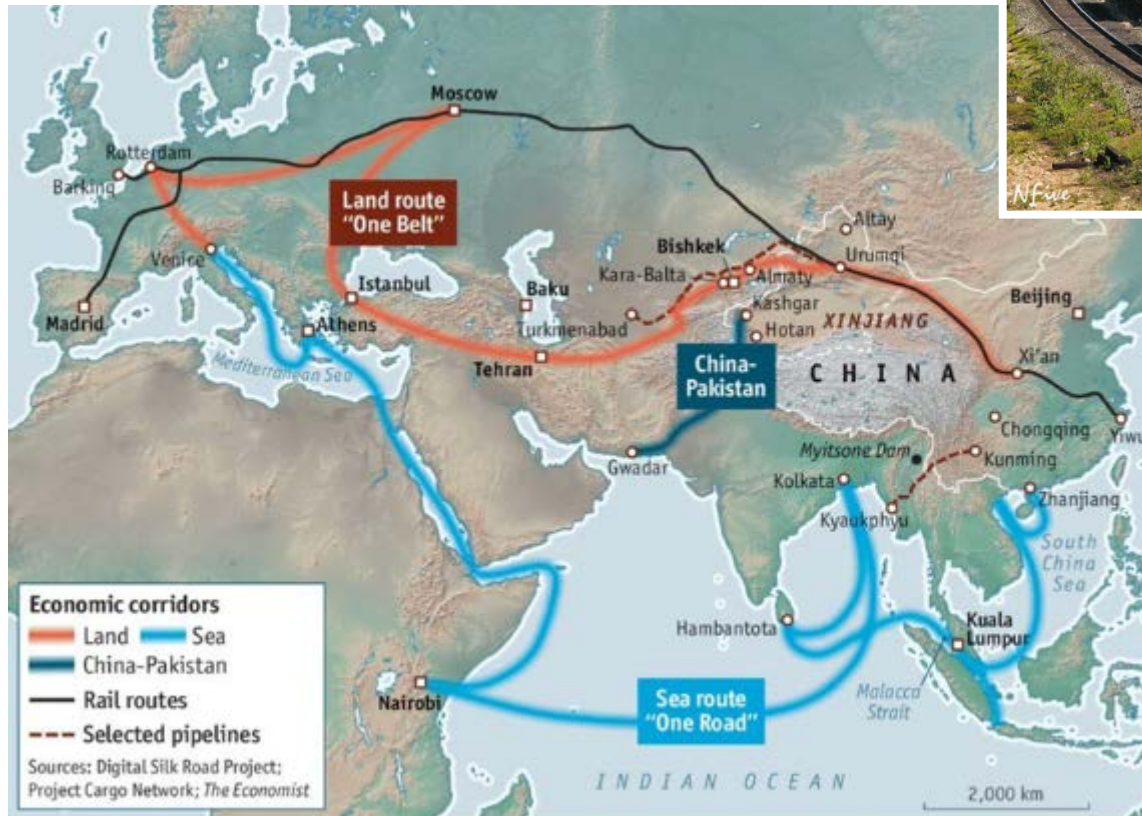 Moscow
Rotterdam
Barking
Land route
"One Belt"
Altay
Bishkek
Urumqi
Venice
Kara-Balta
Almaty
Istanbul
Baku
Kashgar
Beijing
Madrid
Athens
Turkmenabad
Hotan
XINJIANG
Mediterranean Sea
Tehran
China-
Pakistan
CHINA
Xi'an
Chongqing
Yiwu
Myitsone Dam
Kunming
Gwadar
Kolkata
Zhanjiang
Kyaukphyu
South
China
Sea
Economic corridors
Land
Sea
China-Pakistan
Rail routes
Selected pipelines
Sources: Digital Silk Road Project;
Project Cargo Network; The Economist
Hambantota
Kuala
Lumpur
Nairobi
Sea route
"One Road"
Malacca
Strait
INDIAN OCEAN
2,000 km
NFive